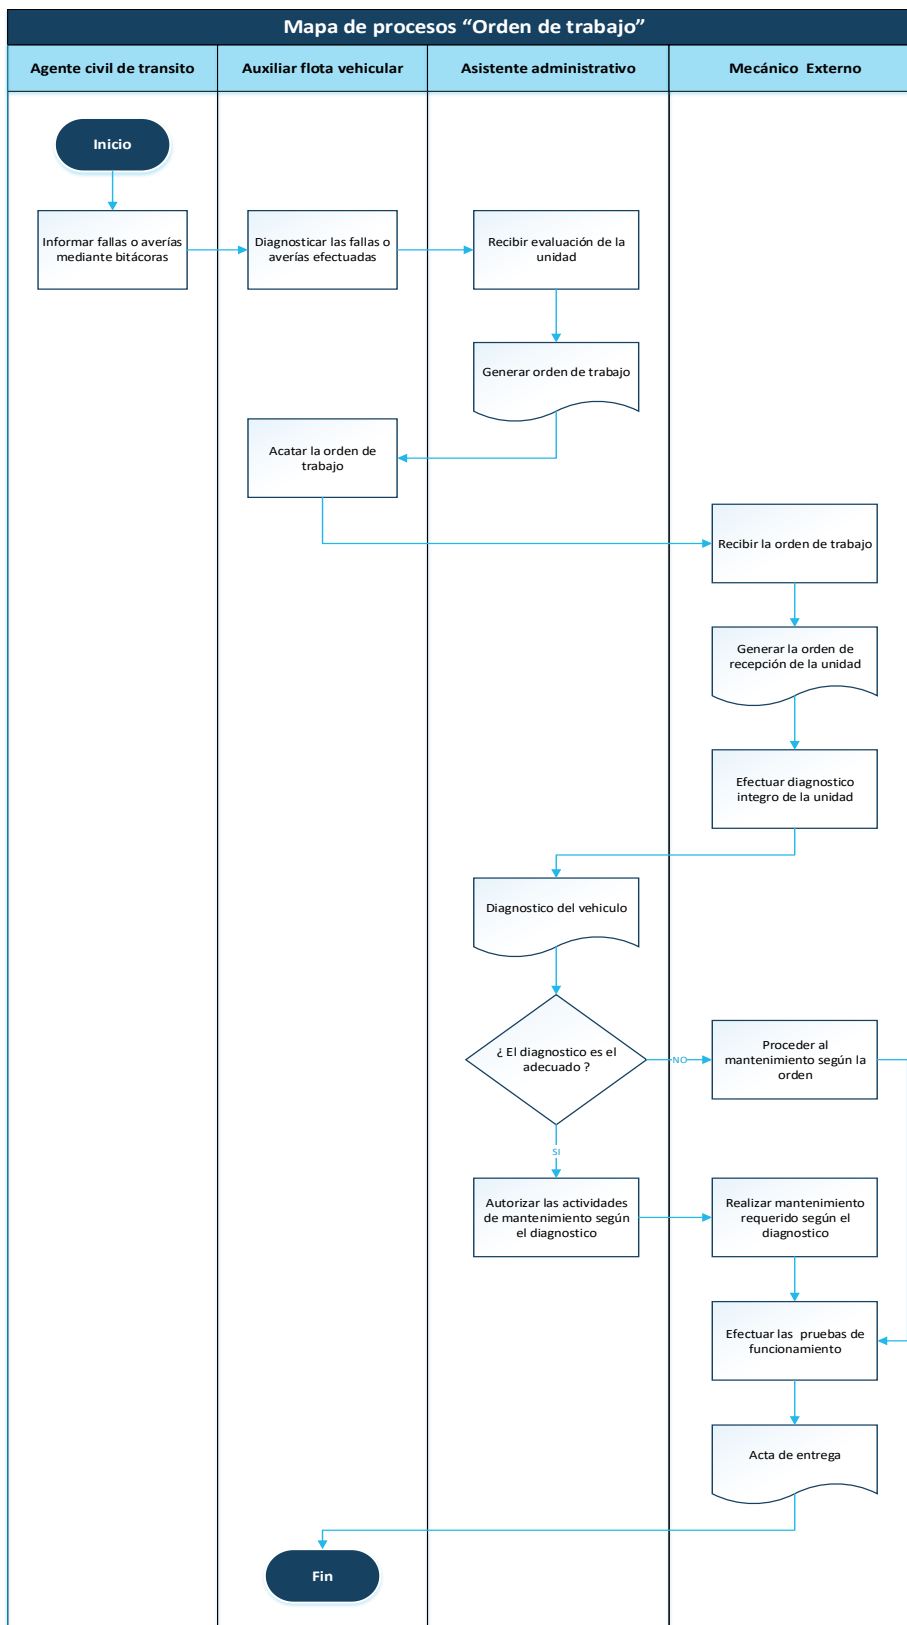 Mapa de procesos “Orden de trabajo”
Agente civil de transito
Auxiliar flota vehicular
Asistente administrativo
Mecánico Externo
Inicio
Informar fallas o averías
mediante bitácoras
Diagnosticar las fallas o
averías efectuadas
Recibir evaluación de la
unidad
Generar orden de trabajo
Acatar la orden de
trabajo
Recibir la orden de trabajo
Generar la orden de
recepción de la unidad
Efectuar diagnostico
integro de la unidad
Diagnostico del vehiculo
¿ El diagnostico es el
adecuado ?
NO
Proceder al
mantenimiento según la
orden
SI
Autorizar las actividades
de mantenimiento según
el diagnostico
Realizar mantenimiento
requerido según el
diagnostico
Efectuar las pruebas de
funcionamiento
Acta de entrega
Fin